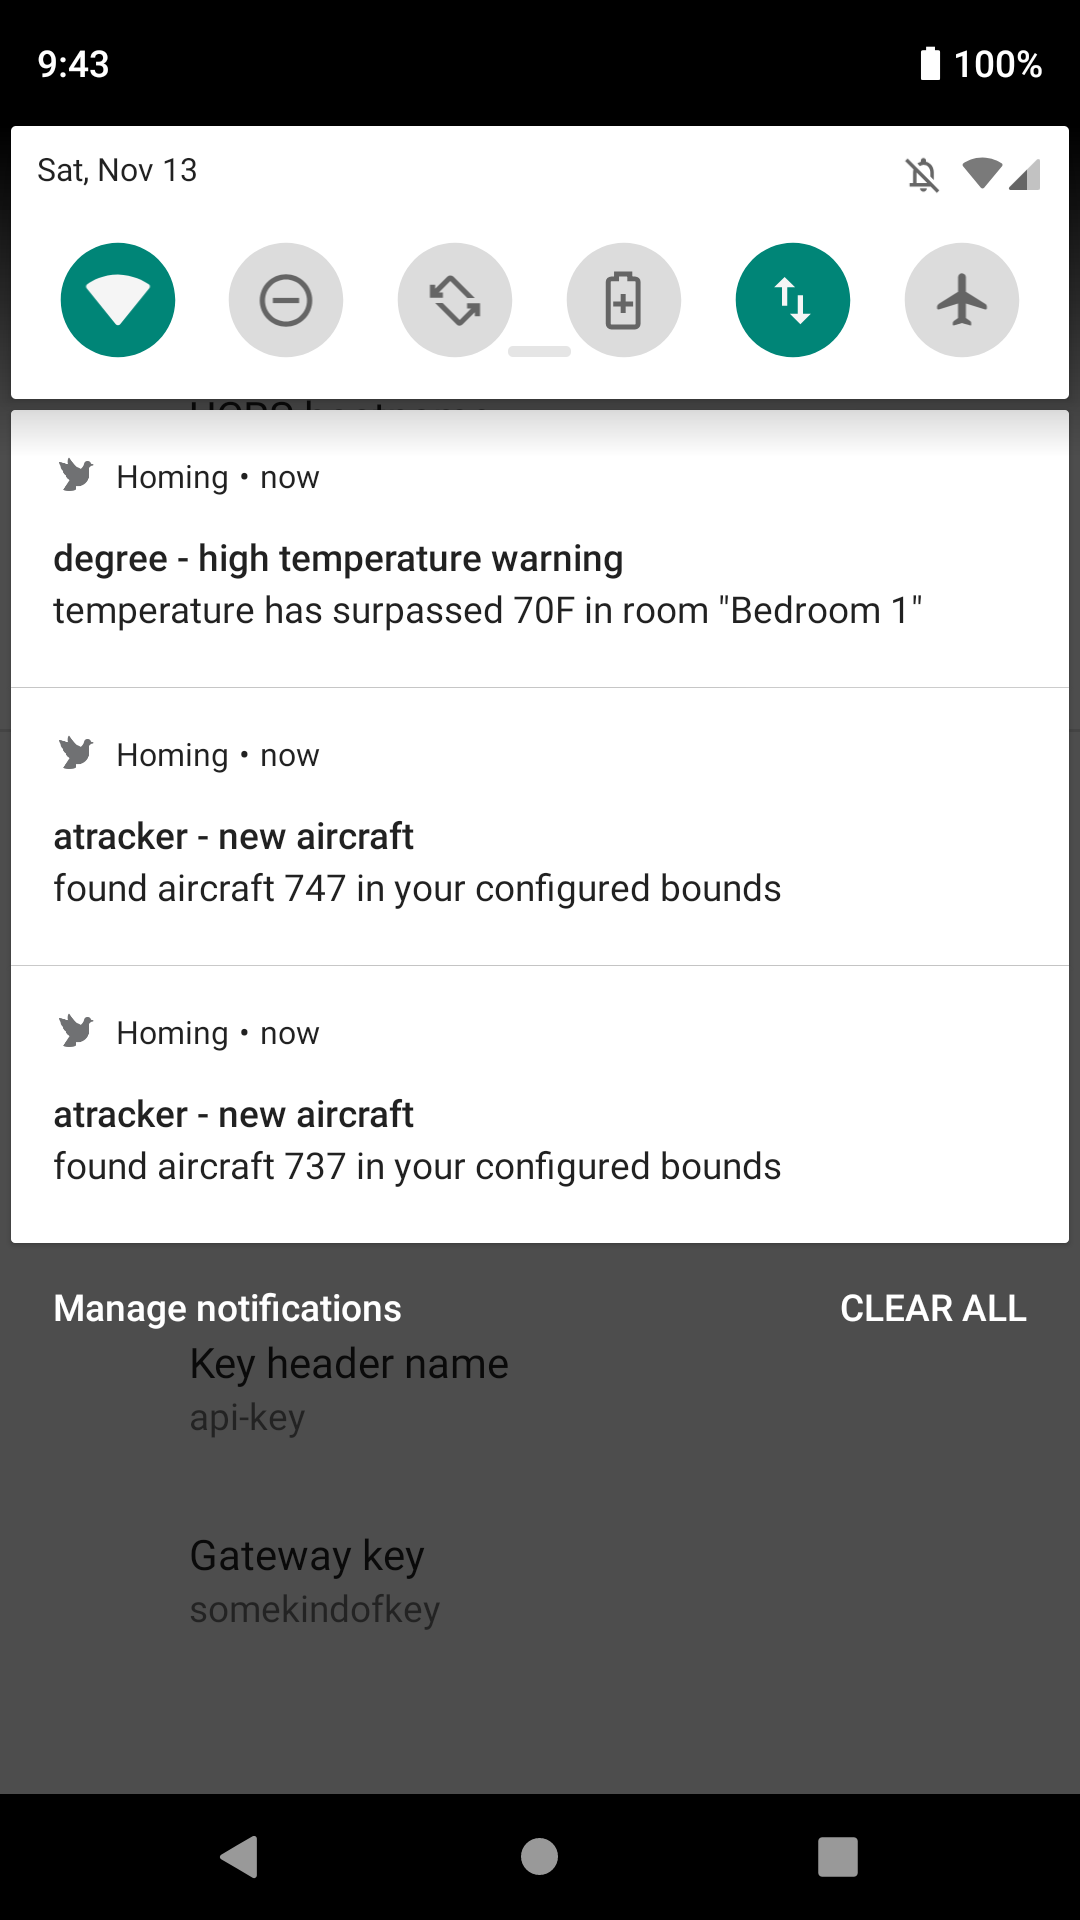 9:43
100%
Sat, Nov 13
Homing • now
degree - high temperature warning
temperature has surpassed 70F in room "Bedroom 1"
Homing • now
atracker - new aircraft
found aircraft 747 in your configured bounds
Homing • now
atracker - new aircraft
found aircraft 737 in your configured bounds
Manage notifications
CLEAR ALL
Key header name
api-key
Gateway key
somekindofkey